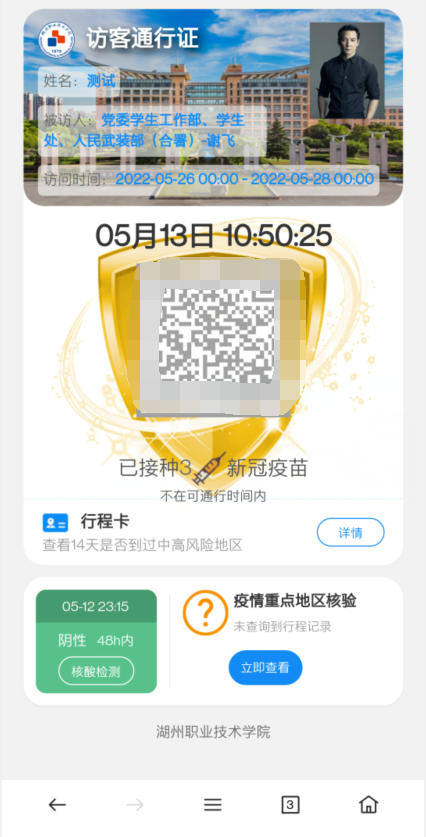 访客通行证
1979
姓名：测试
被访人：党委学生工作部、学生
处、人民武装部（合署）-谢飞
访问时间：2022-05-26 00:00 - 2022-05-28 00:00
05月13日 10:50:25
已接种3 新冠疫苗
不在可通行时间内
行程卡
查看14天是否到过中高风险地区
详情
05-12 23:15
阴性 48h内
核酸检测
疫情重点地区核验
未查询到行程记录
立即查看
湖州职业技术学院
3